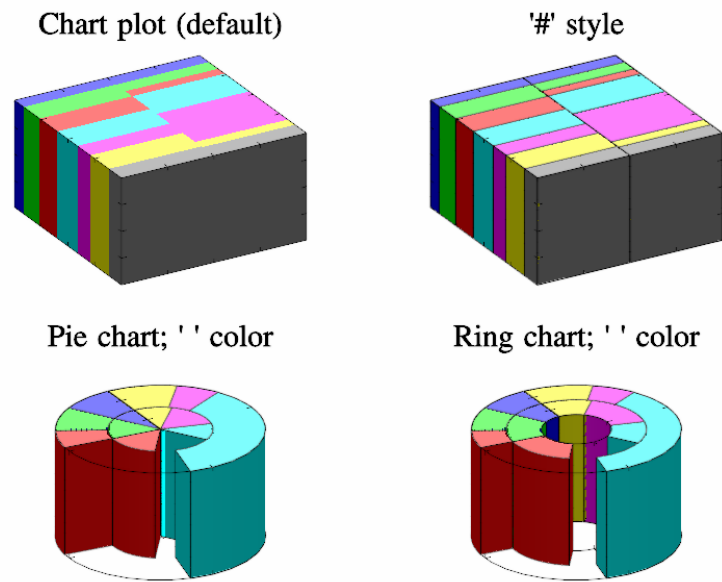 Chart plot (default)
'#' style
Pie chart; ' ' color
Ring chart; ' ' color